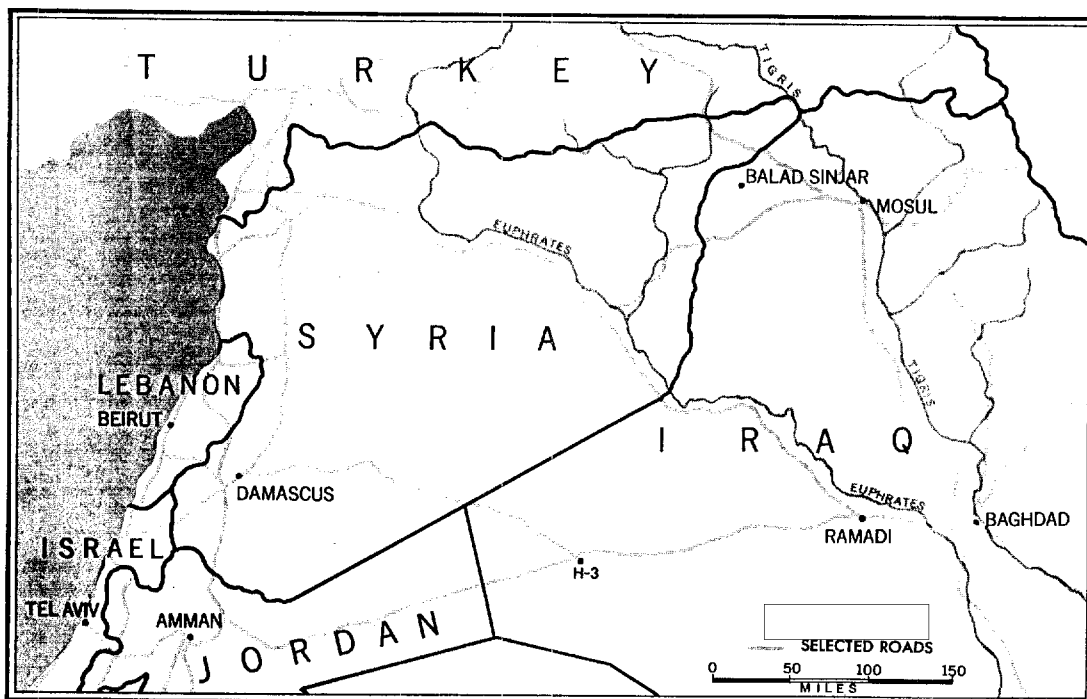 TURKEY
TIGRIS
BALAD SINJAR
MOSUL
EUPHRATES
SYRIA
TIGRIS
LEBANON
BEIRUT
IRAQ
DAMASCUS
EUPHRATES
BAGHDAD
RAMADI
ISRAEL
H-3
TEL AVIV
AMMAN
JORDAN
SELECTED ROADS
0 50 100 150
MILES